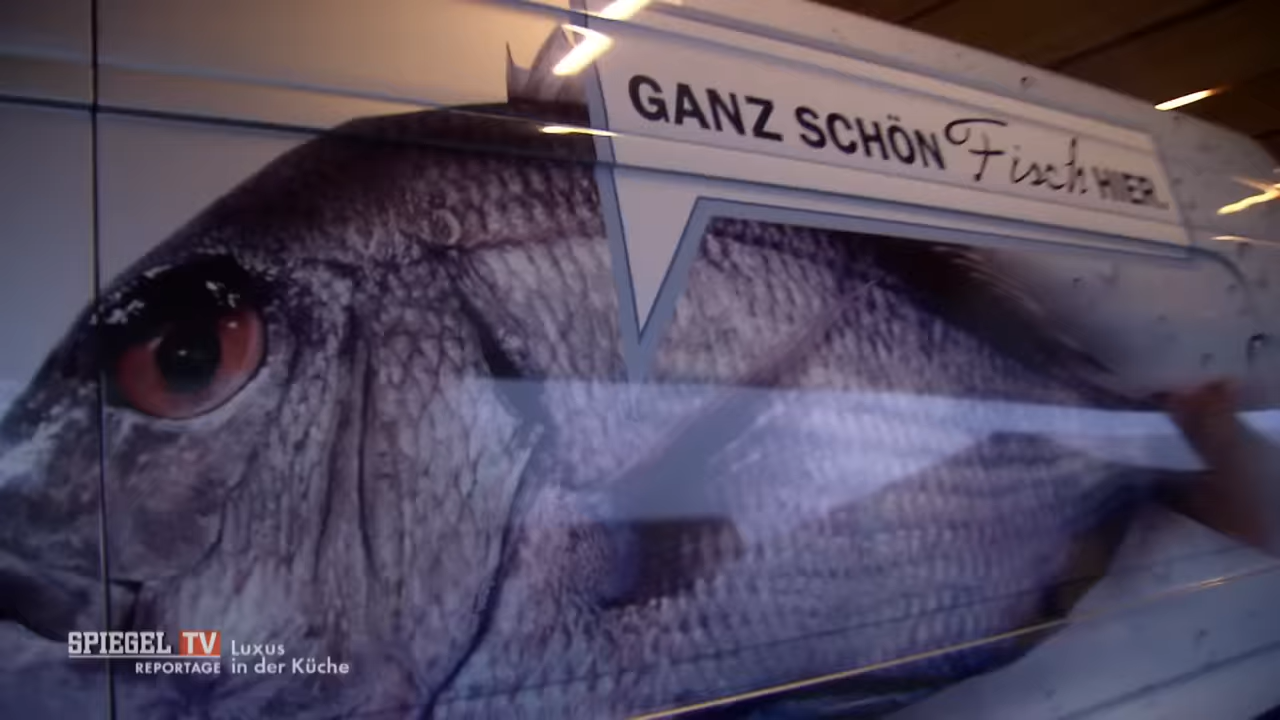 GANZ SCHÖN Fisch HIER.
SPIEGEL TV Luxus
REPORTAGE in der Küche